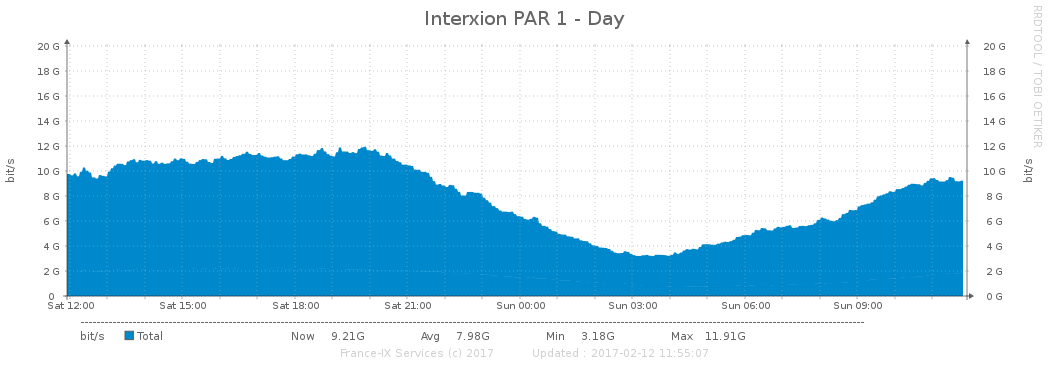 Interxion PAR 1 - Day
RRDTOOL / TOBI OETIKER
bit/s
bit/s
20 G 20 G
18 G 18 G
16 G 16 G
14 G 14 G
12 G 12 G
10 G 10 G
8 G 8 G
6 G 6 G
4 G 4 G
2 G 2 G
0 0 G
Sat 12:00 Sat 15:00 Sat 18:00 Sat 21:00 Sun 00:00 Sun 03:00 Sun 06:00 Sun 09:00
bit/s Total Now 9.21G Avg 7.98G Min 3.18G Max 11.91G
France-IX Services (c) 2017 Updated : 2017-02-12 11:55:07